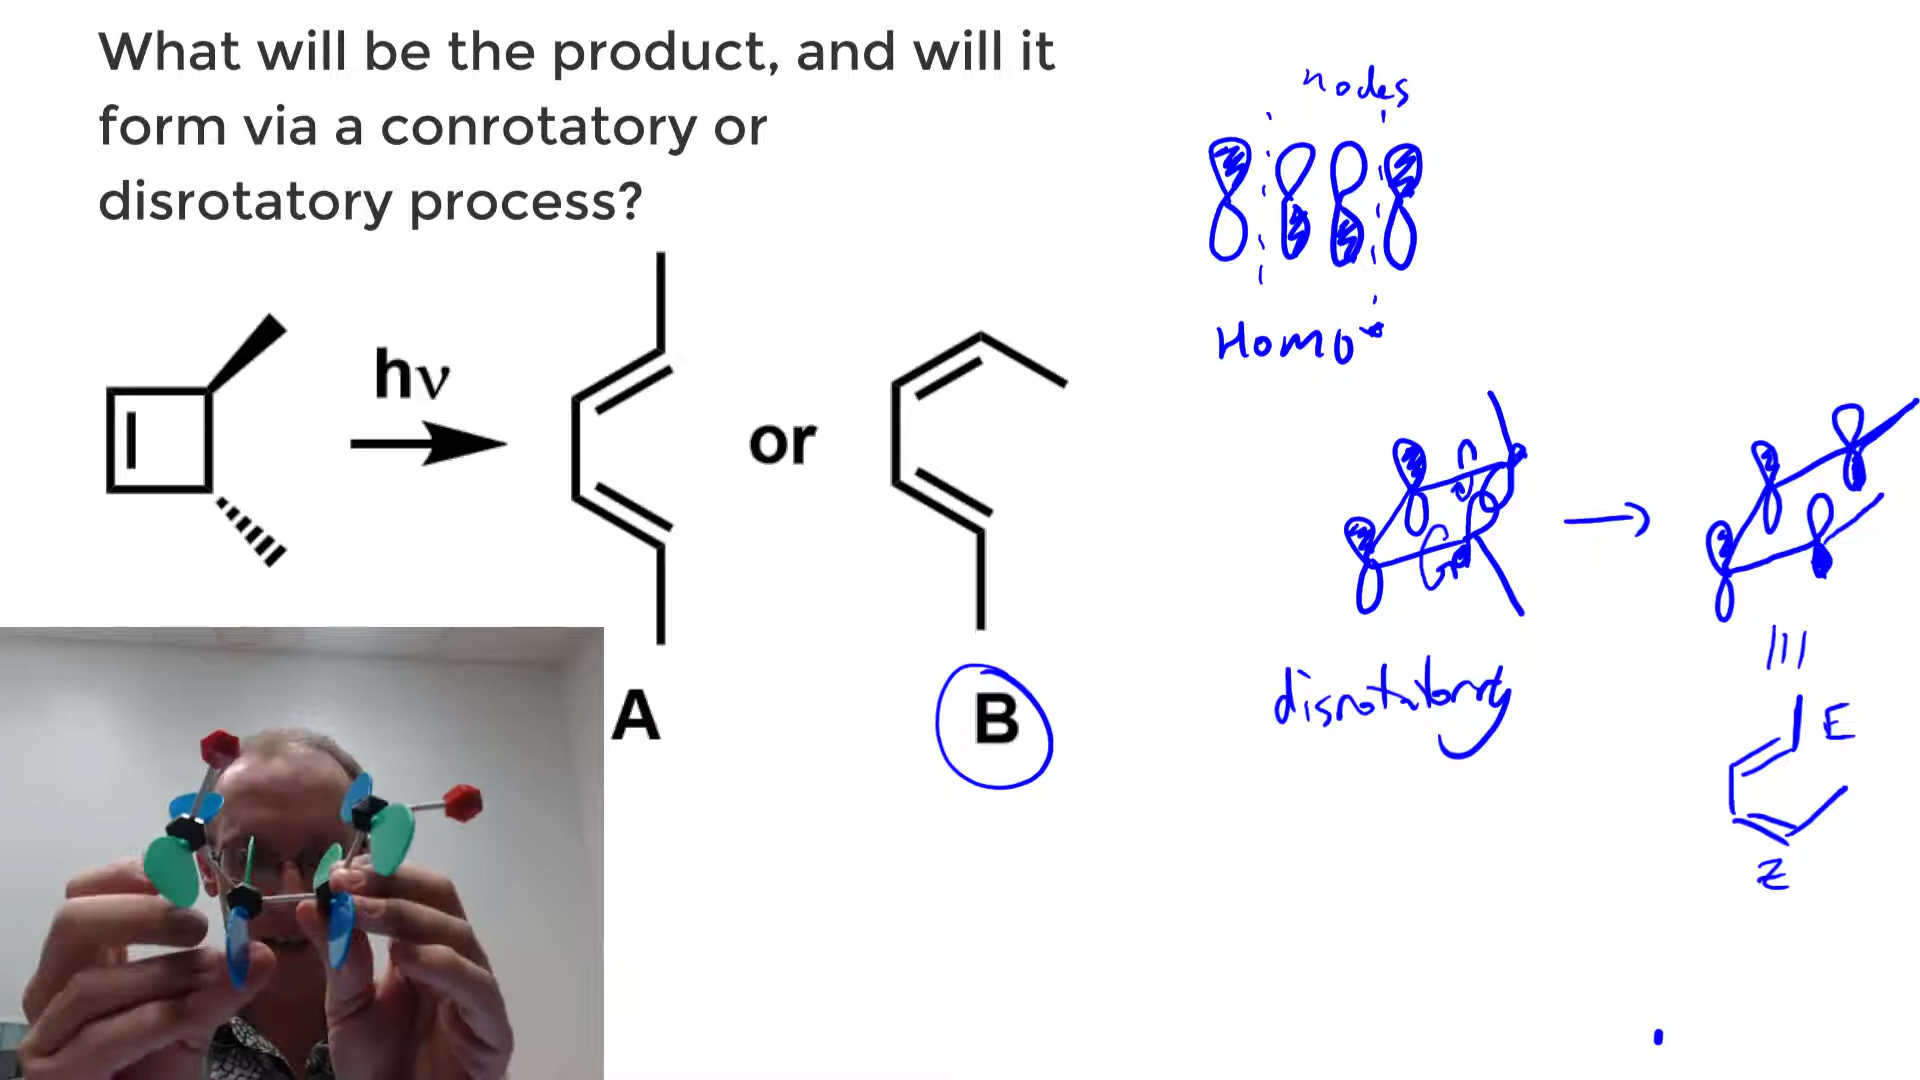 What will be the product, and will it
form via a conrotatory or
disrotatory process?
nodes
HOMO*
hν
or
A
B
disrotatory
E
Z